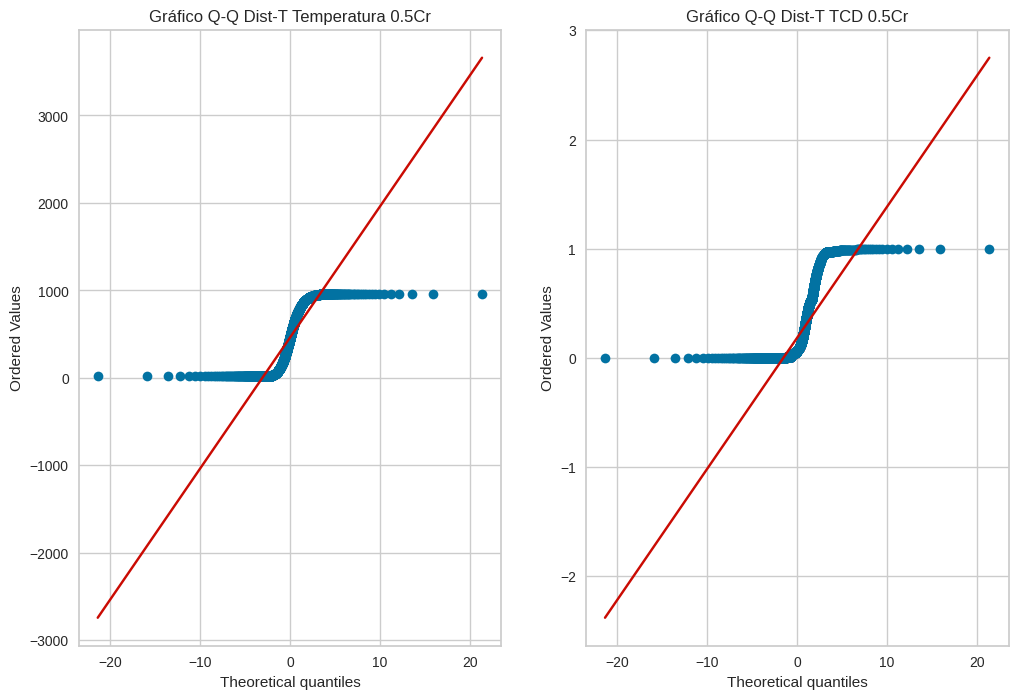 Gráfico Q-Q Dist-T Temperatura 0.5Cr
Ordered Values
3000
2000
1000
0
−1000
−2000
−3000
−20 −10 0 10 20
Theoretical quantiles
Gráfico Q-Q Dist-T TCD 0.5Cr
Ordered Values
3
2
1
0
−1
−2
−20 −10 0 10 20
Theoretical quantiles